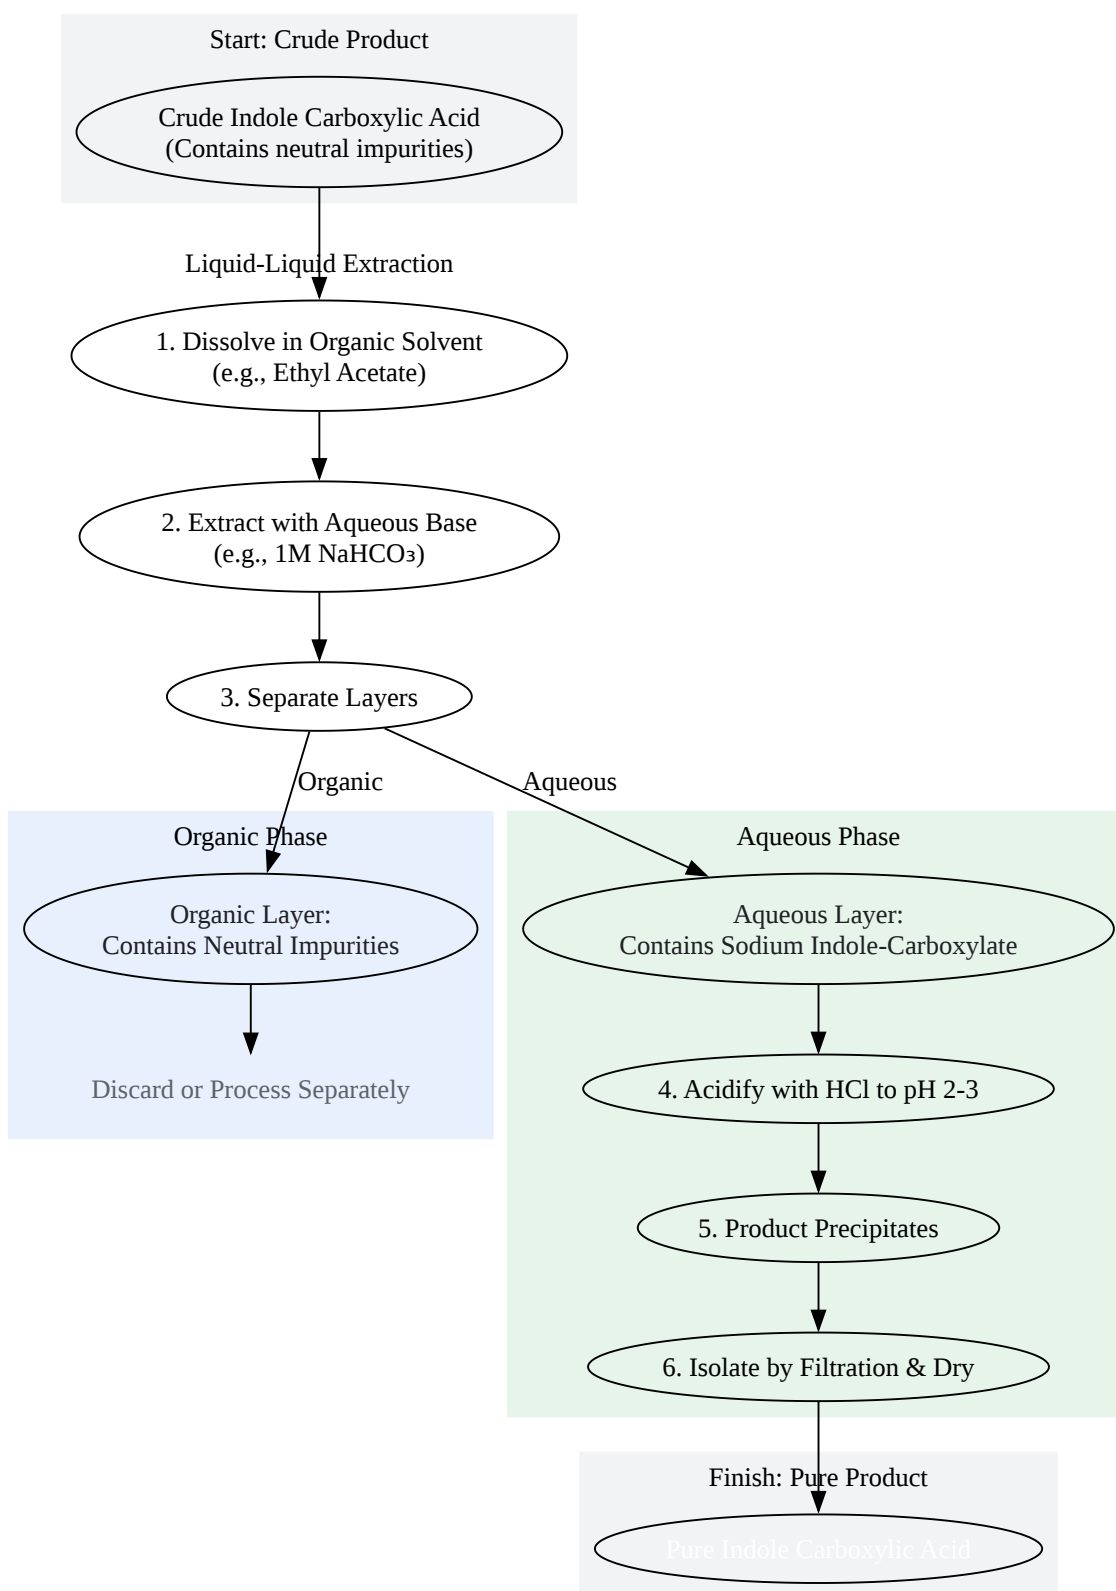 Start: Crude Product
Crude Indole Carboxylic Acid
(Contains neutral impurities)
Liquid-Liquid Extraction
1. Dissolve in Organic Solvent
(e.g., Ethyl Acetate)
2. Extract with Aqueous Base
(e.g., 1M NaHCO₃)
3. Separate Layers
Organic
Aqueous
Organic Phase
Organic Layer:
Contains Neutral Impurities
Discard or Process Separately
Aqueous Phase
Aqueous Layer:
Contains Sodium Indole-Carboxylate
4. Acidify with HCl to pH 2-3
5. Product Precipitates
6. Isolate by Filtration & Dry
Finish: Pure Product
Pure Indole Carboxylic Acid